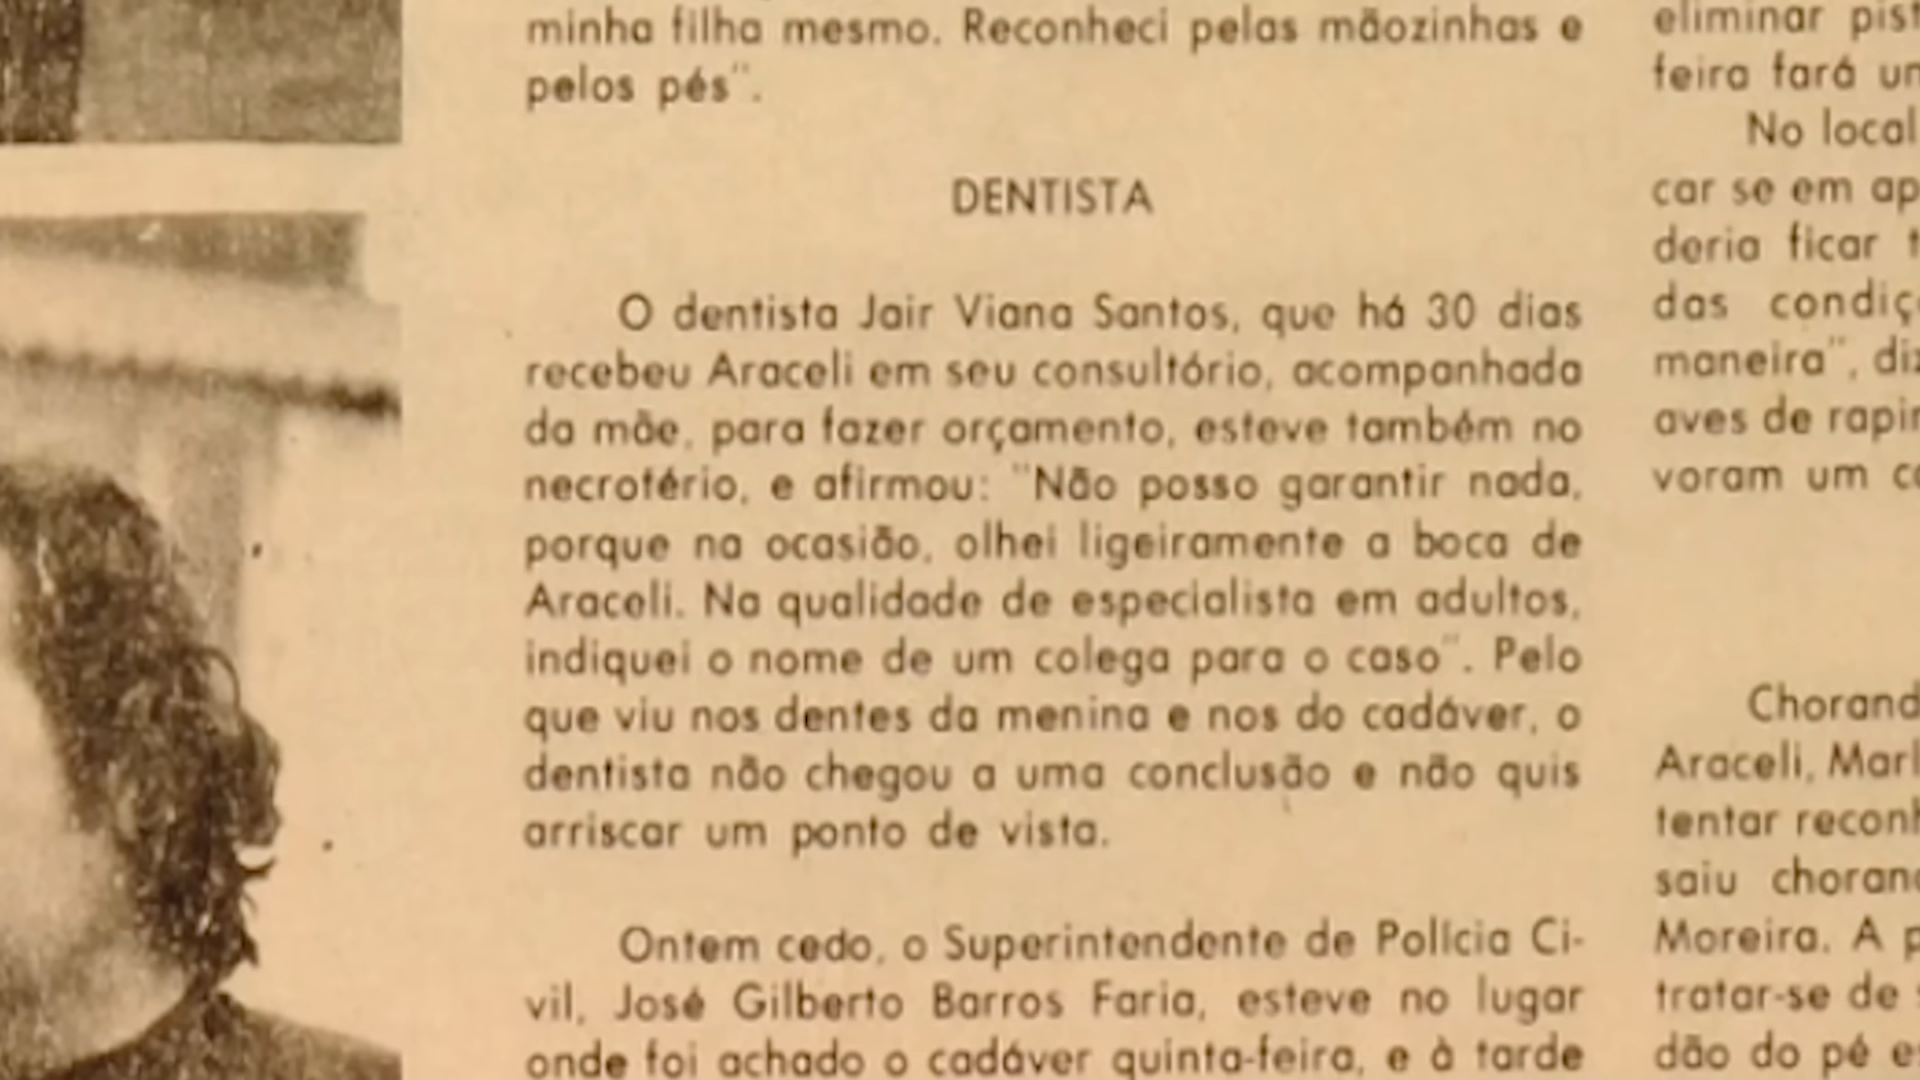 minha filha mesmo. Reconheci pelas mãozinhas e
pelos pés".
DENTISTA
O dentista Jair Viana Santos, que há 30 dias
recebeu Araceli em seu consultório, acompanhada
da mãe, para fazer orçamento, esteve também no
necrotério, e afirmou: "Não posso garantir nada,
porque na ocasião, olhei ligeiramente a boca de
Araceli. Na qualidade de especialista em adultos,
indiquei o nome de um colega para o caso". Pelo
que viu nos dentes da menina e nos do cadáver, o
dentista não chegou a uma conclusão e não quis
arriscar um ponto de vista.
Ontem cedo, o Superintendente de Polícia Ci-
vil, José Gilberto Barros Faria, esteve no lugar
onde foi achado o cadáver quinta-feira, e à tarde
eliminar
feira fará
No local
car se em
deria ficar
das
maneira",
aves de
voram um
Araceli,
tentar
saiu
Moreira. A
tratar-se de
dão do pé